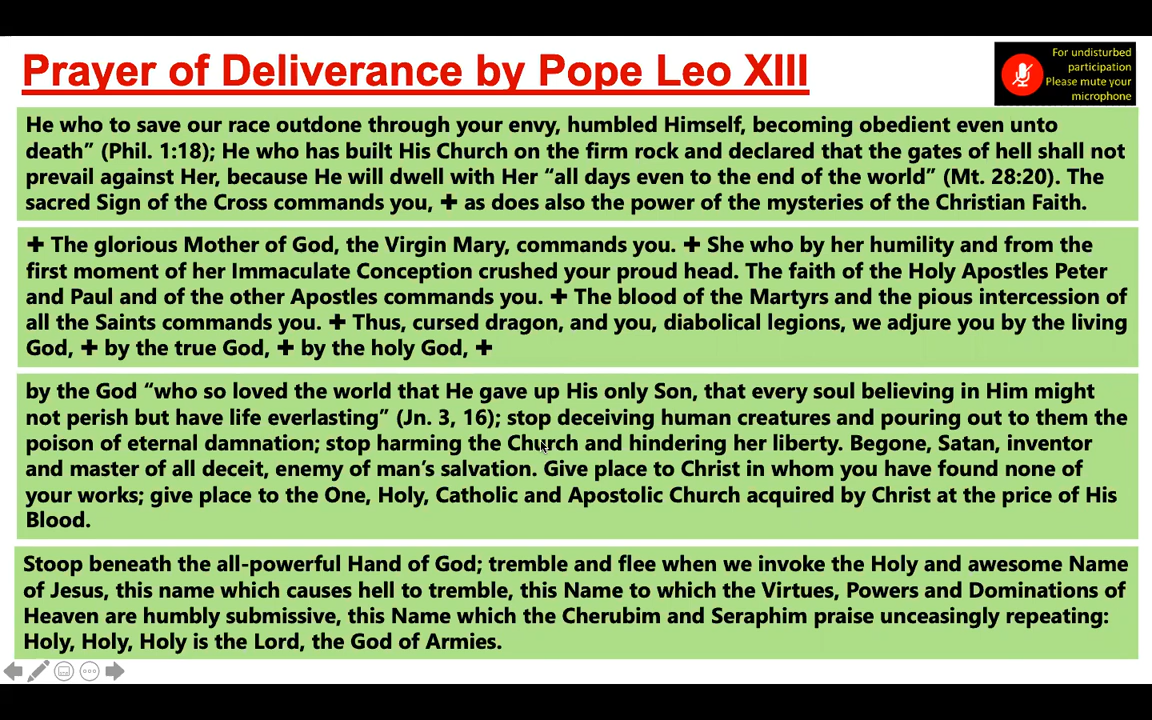 Prayer of Deliverance by Pope Leo XIII
For undisturbed
participation
Please mute your
microphone
He who to save our race outdone through your envy, humbled Himself, becoming obedient even unto
death” (Phil. 1:18); He who has built His Church on the firm rock and declared that the gates of hell shall not
prevail against Her, because He will dwell with Her “all days even to the end of the world” (Mt. 28:20). The
sacred Sign of the Cross commands you, ✚ as does also the power of the mysteries of the Christian Faith.
✚ The glorious Mother of God, the Virgin Mary, commands you. ✚ She who by her humility and from the
first moment of her Immaculate Conception crushed your proud head. The faith of the Holy Apostles Peter
and Paul and of the other Apostles commands you. ✚ The blood of the Martyrs and the pious intercession of
all the Saints commands you. ✚ Thus, cursed dragon, and you, diabolical legions, we adjure you by the living
God, ✚ by the true God, ✚ by the holy God, ✚
by the God “who so loved the world that He gave up His only Son, that every soul believing in Him might
not perish but have life everlasting” (Jn. 3, 16); stop deceiving human creatures and pouring out to them the
poison of eternal damnation; stop harming the Church and hindering her liberty. Begone, Satan, inventor
and master of all deceit, enemy of man’s salvation. Give place to Christ in whom you have found none of
your works; give place to the One, Holy, Catholic and Apostolic Church acquired by Christ at the price of His
Blood.
Stoop beneath the all-powerful Hand of God; tremble and flee when we invoke the Holy and awesome Name
of Jesus, this name which causes hell to tremble, this Name to which the Virtues, Powers and Dominations of
Heaven are humbly submissive, this Name which the Cherubim and Seraphim praise unceasingly repeating:
Holy, Holy, Holy is the Lord, the God of Armies.